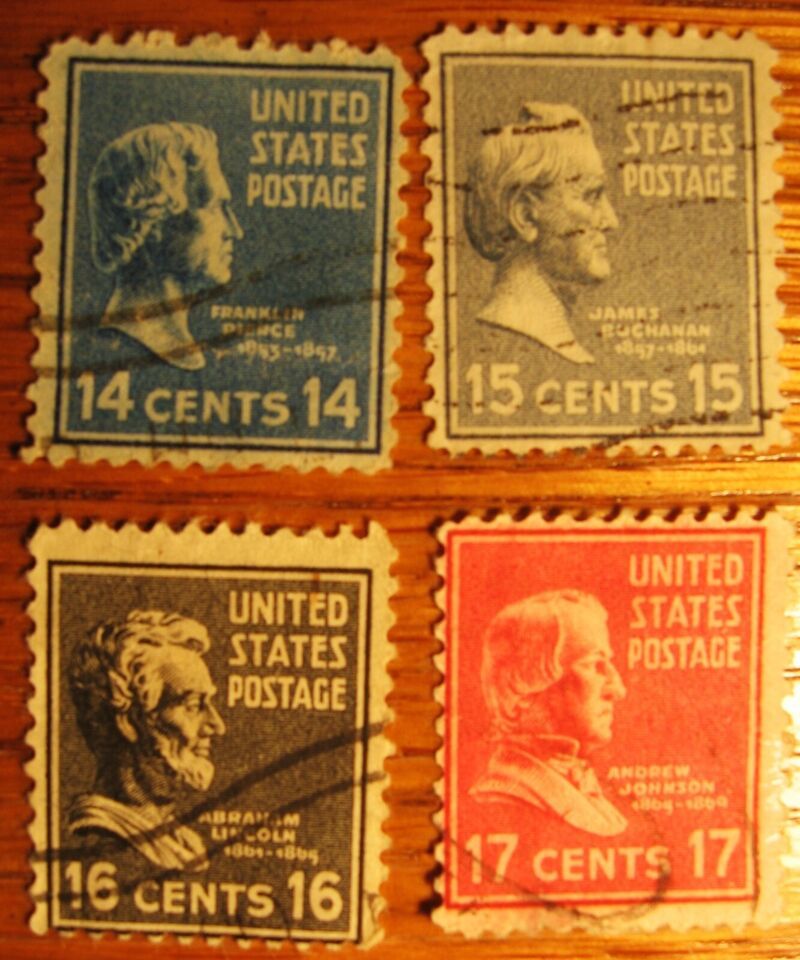 UNITED
STATES
POSTAGE
FRANKLIN
PIERCE
1853-1857
14 CENTS 14
UNITED
STATES
POSTAGE
JAMES
BUCHANAN
1857-1861
15 CENTS 15
UNITED
STATES
POSTAGE
ABRAHAM
LINCOLN
1861-1865
16 CENTS 16
UNITED
STATES
POSTAGE
ANDREW
JOHNSON
1865-1869
17 CENTS 17